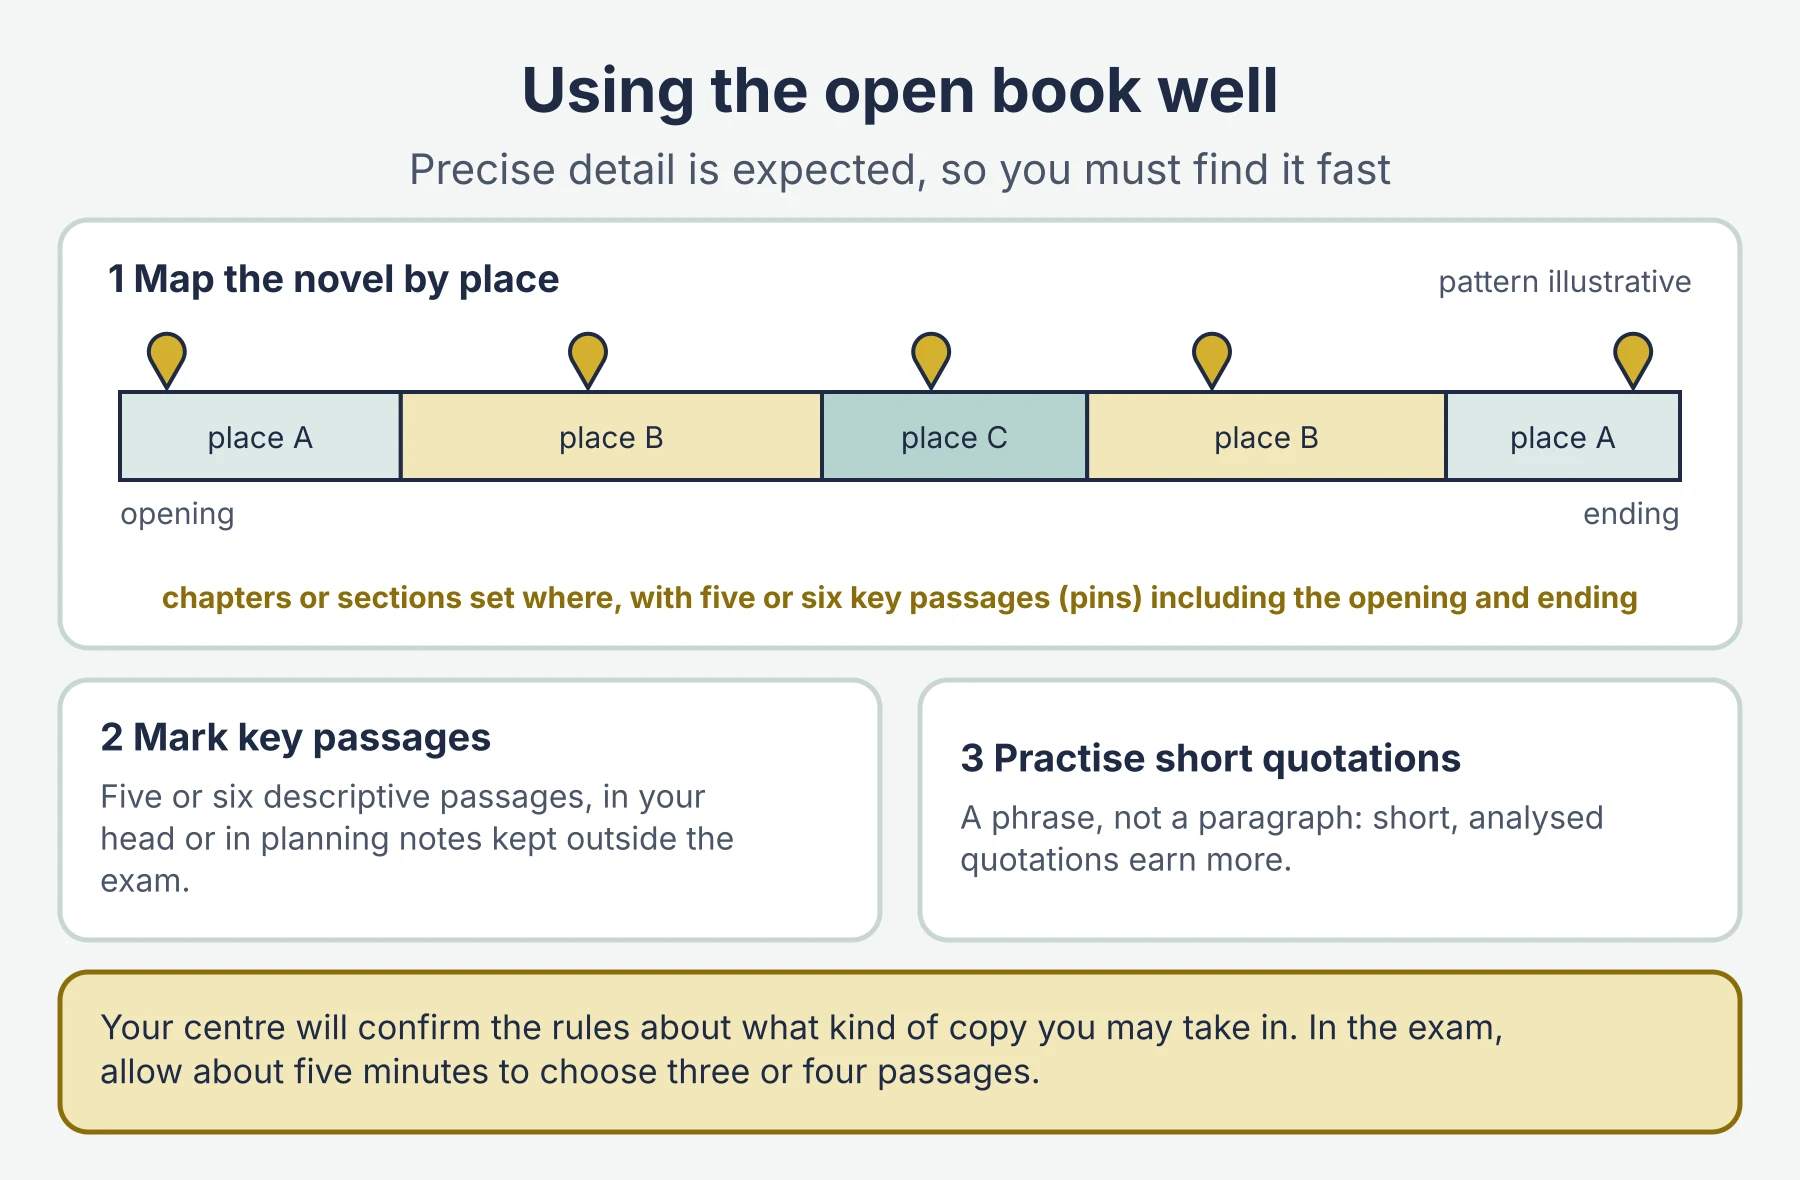 Using the open book well
Precise detail is expected, so you must find it fast
1 Map the novel by place
pattern illustrative
place A
place B
place C
place B
place A
opening
ending
chapters or sections set where, with five or six key passages (pins) including the opening and ending
2 Mark key passages
Five or six descriptive passages, in your
head or in planning notes kept outside the
exam.
3 Practise short quotations
A phrase, not a paragraph: short, analysed
quotations earn more.
Your centre will confirm the rules about what kind of copy you may take in. In the exam,
allow about five minutes to choose three or four passages.